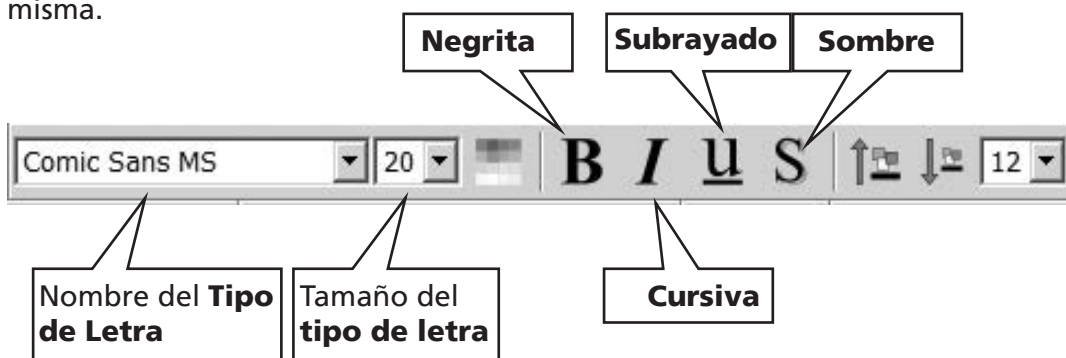 misma.
Negrita
Subrayado
Sombre
Comic Sans MS
20
B I u S
12
Nombre del Tipo
de Letra
Tamaño del
tipo de letra
Cursiva